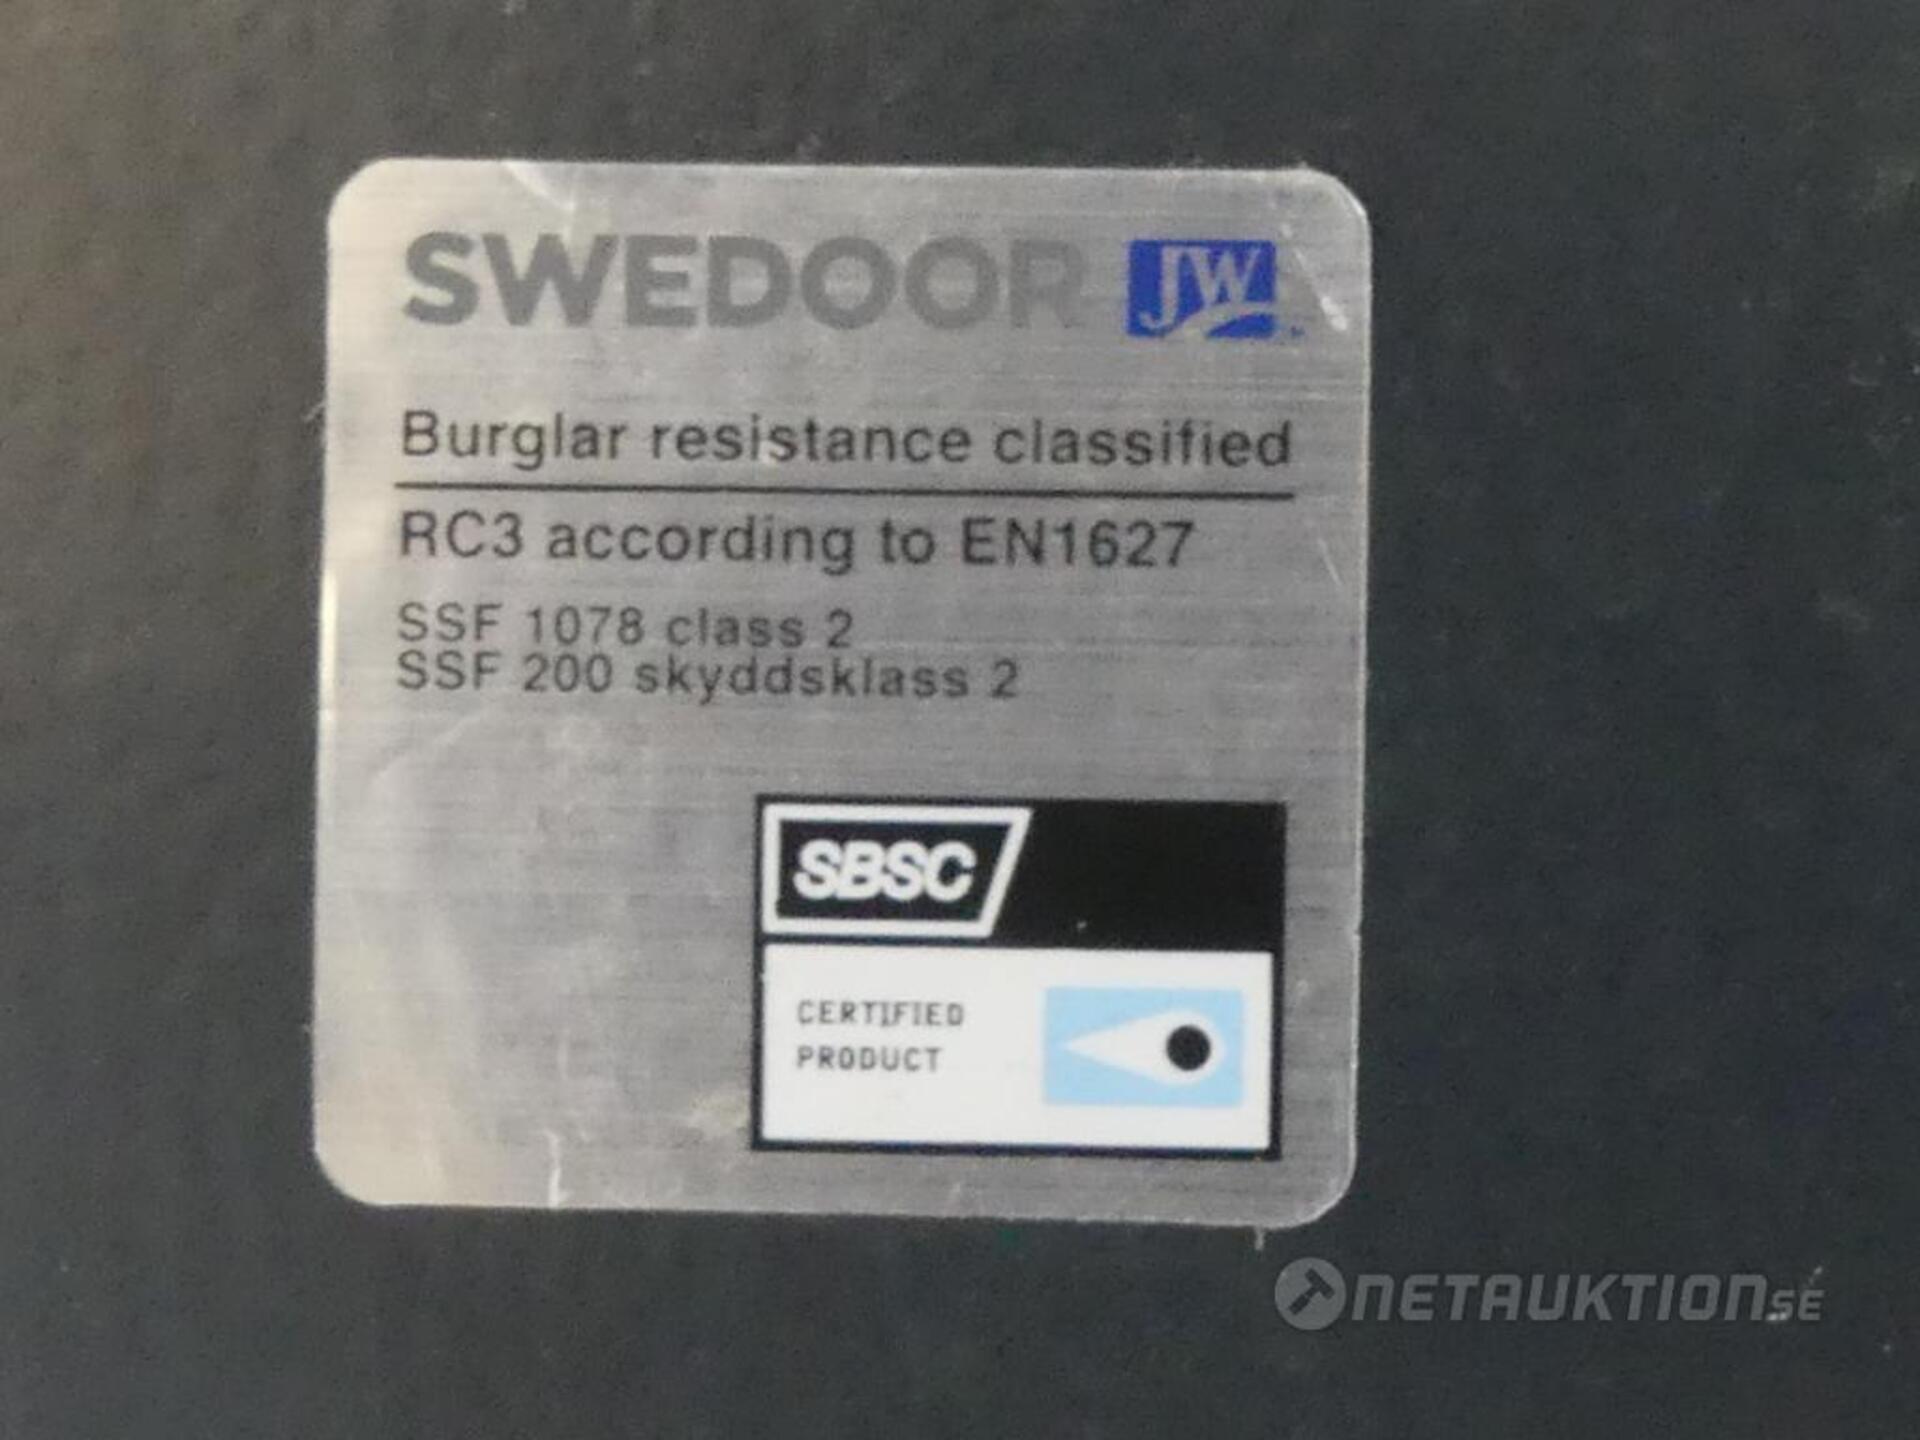 SWEDOOR JW
Burglar resistance classified
RC3 according to EN1627
SSF 1078 class 2
SSF 200 skyddsklass 2
SBSC
CERTIFIED
PRODUCT
NETAUKTION.SE